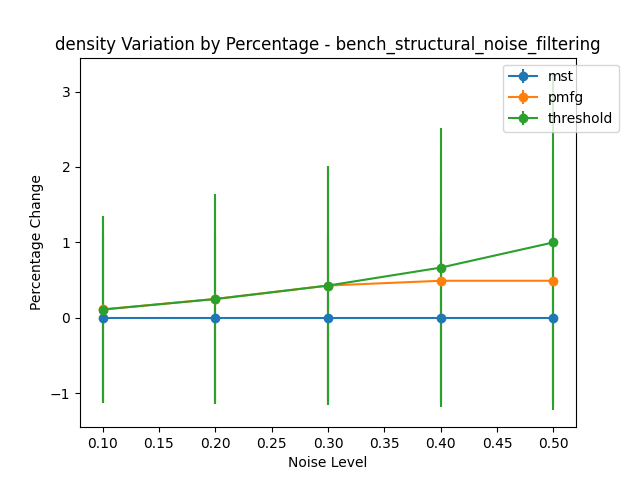 density Variation by Percentage - bench_structural_noise_filtering
mst
pmfg
threshold
Percentage Change
3
2
1
0
−1
0.10 0.15 0.20 0.25 0.30 0.35 0.40 0.45 0.50
Noise Level